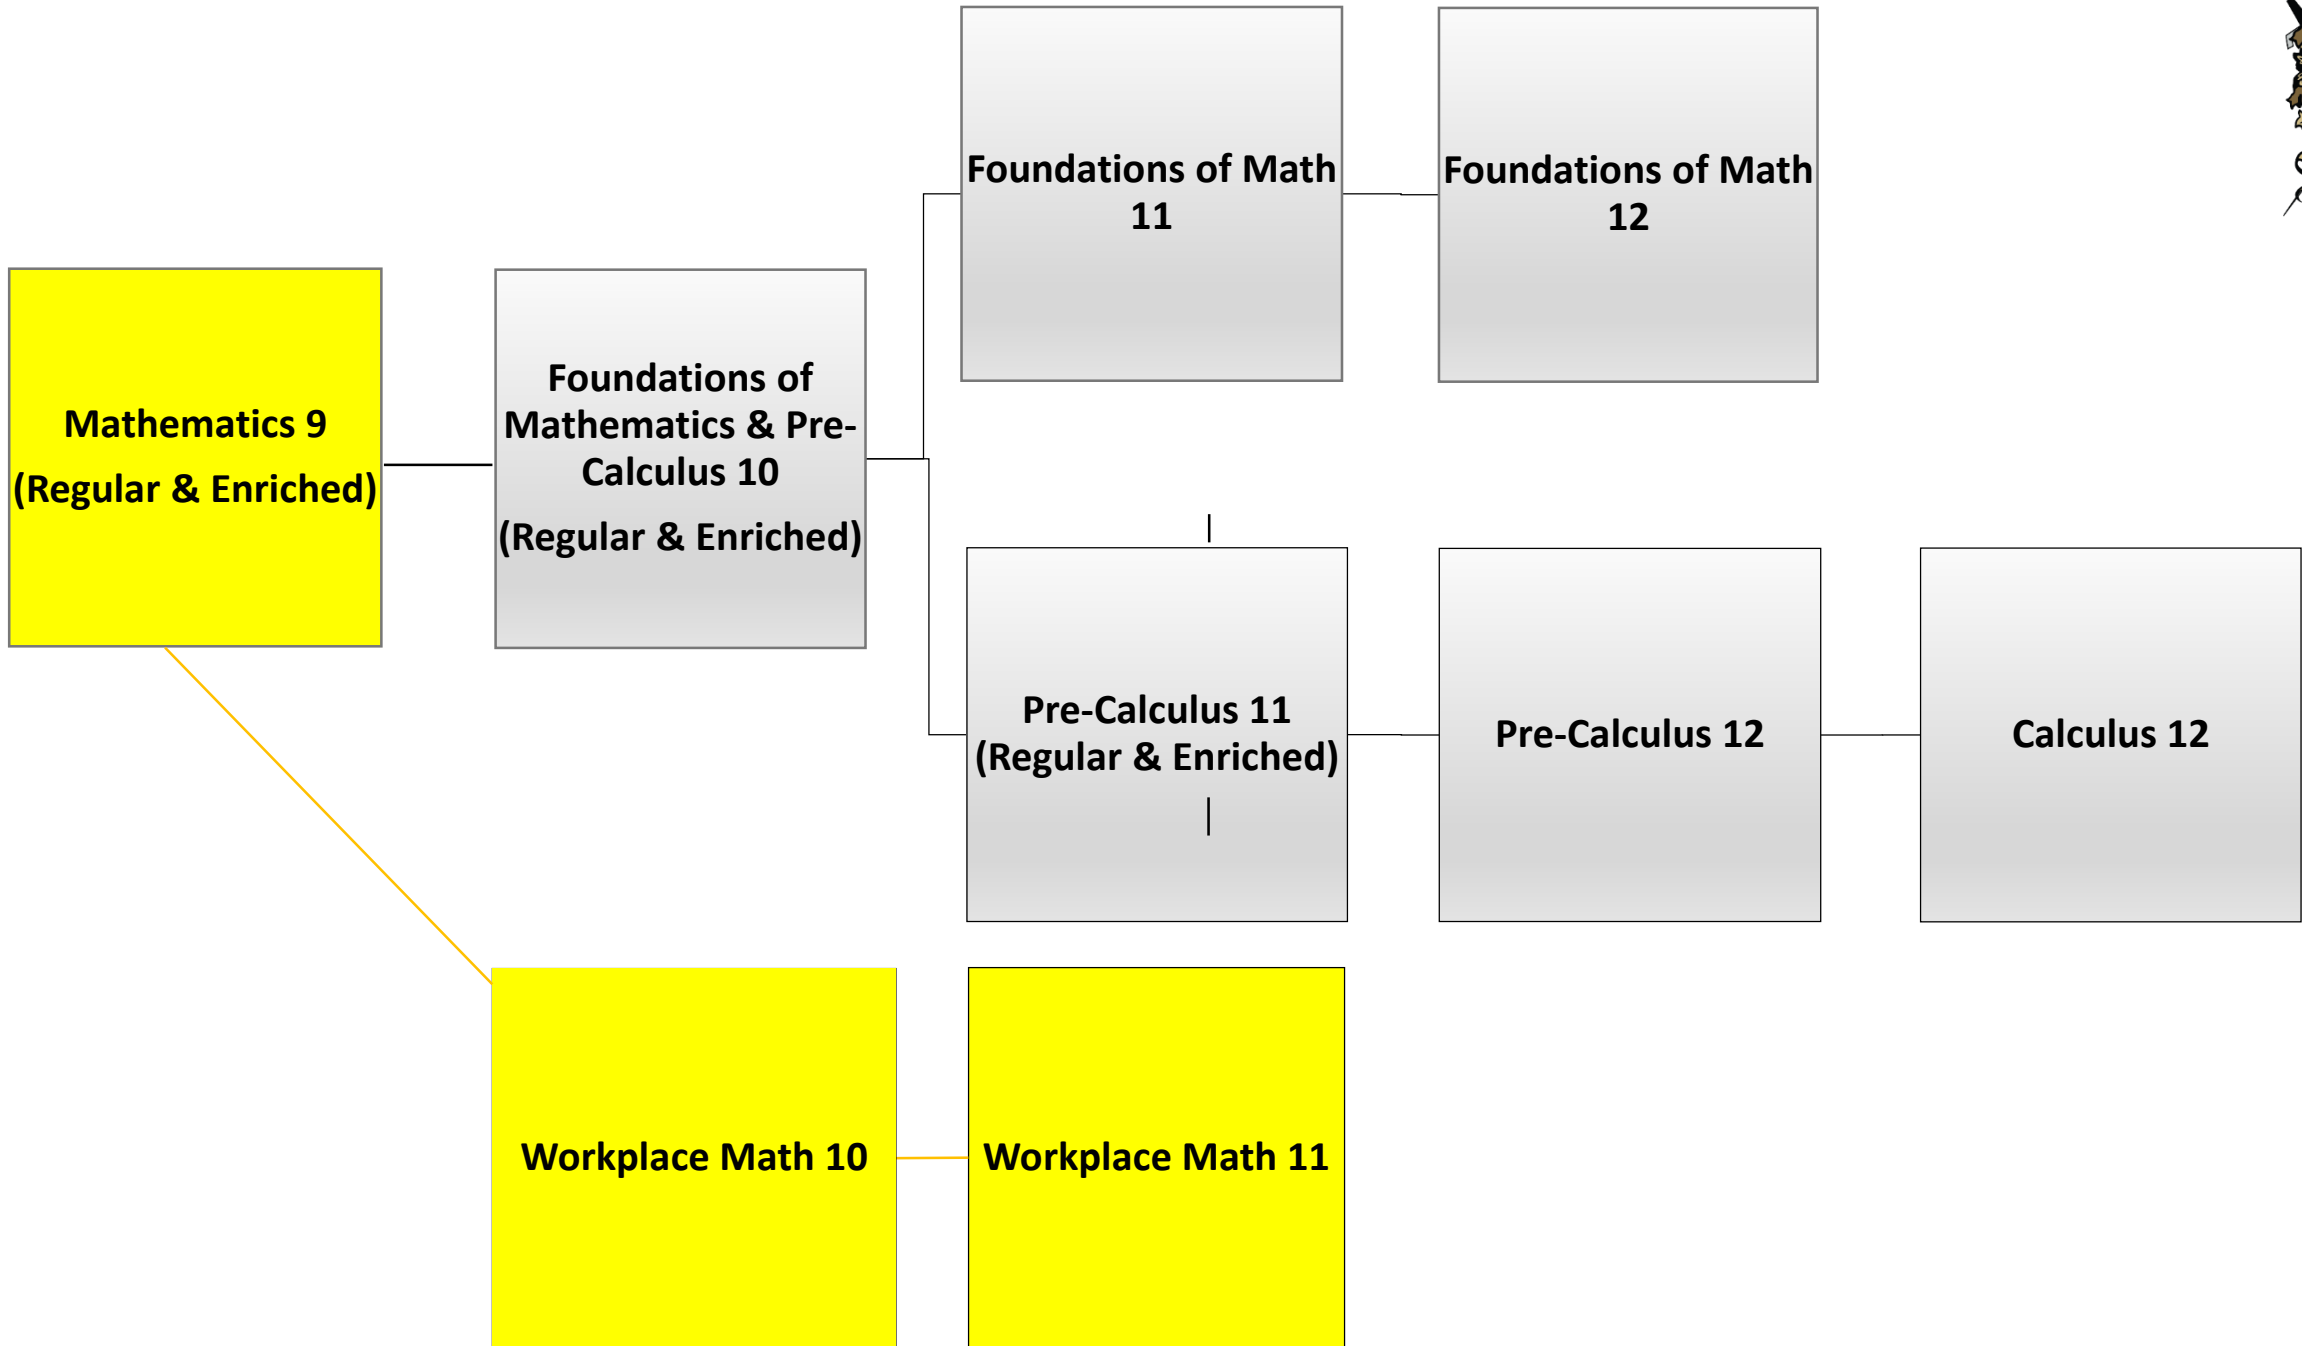 Foundations of Math
11
Foundations of Math
12
Mathematics 9
(Regular & Enriched)
Foundations of
Mathematics & Pre-
Calculus 10
(Regular & Enriched)
Pre-Calculus 11
(Regular & Enriched)
Pre-Calculus 12
Calculus 12
Workplace Math 10
Workplace Math 11